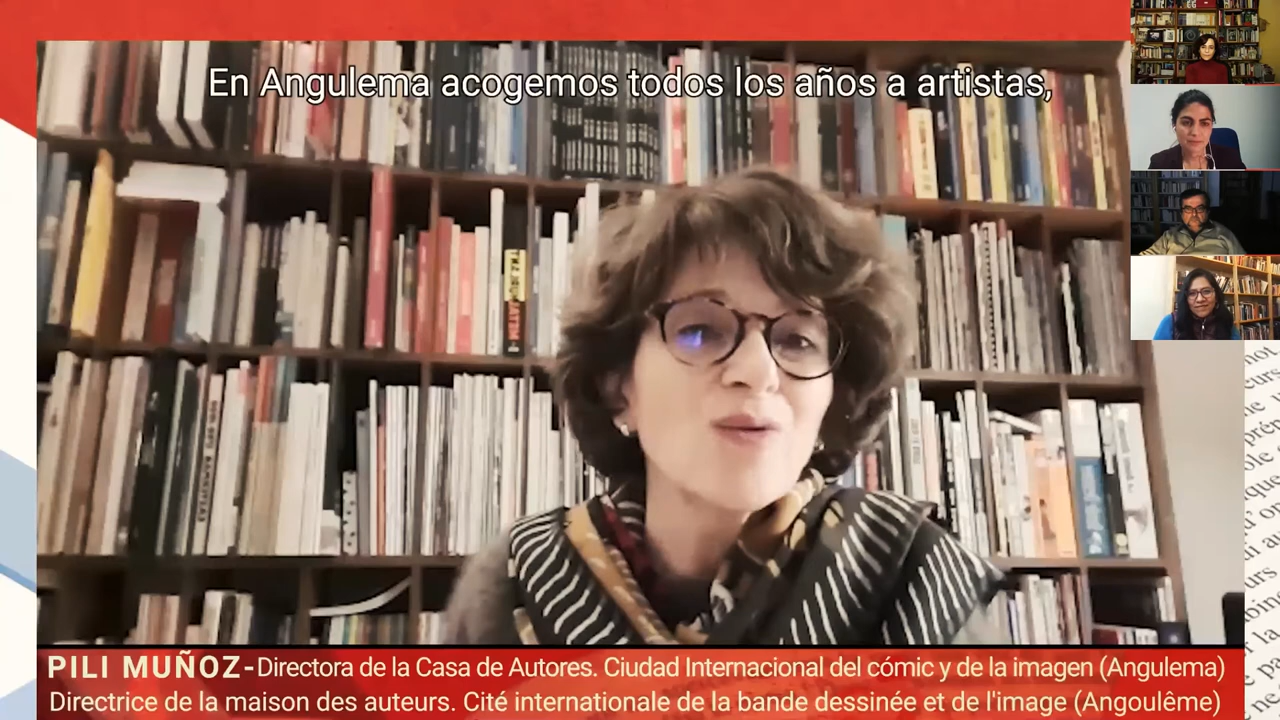 En Angulema acogemos todos los años a artistas,
PILI MUÑOZ-Directora de la Casa de Autores. Ciudad Internacional del cómic y de la imagen (Angulema)
Directrice de la maison des auteurs. Cité internationale de la bande dessinée et de l'image (Angoulême)